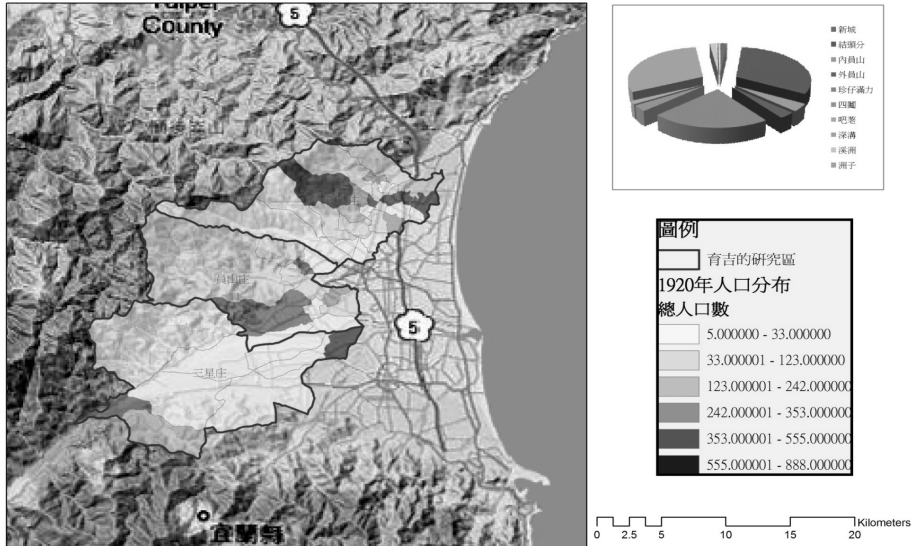 Taipei
County
5
員山庄
三星庄
5
宜蘭縣
新城
結頭分
內員山
外員山
珍仔滿力
四鬮
吧荖
深溝
溪洲
洲子
圖例
育吉的研究區
1920年人口分布
總人口數
5.000000 - 33.000000
33.000001 - 123.000000
123.000001 - 242.000000
242.000001 - 353.000000
353.000001 - 555.000000
555.000001 - 888.000000
Kilometers
0 2.5 5 10 15 20